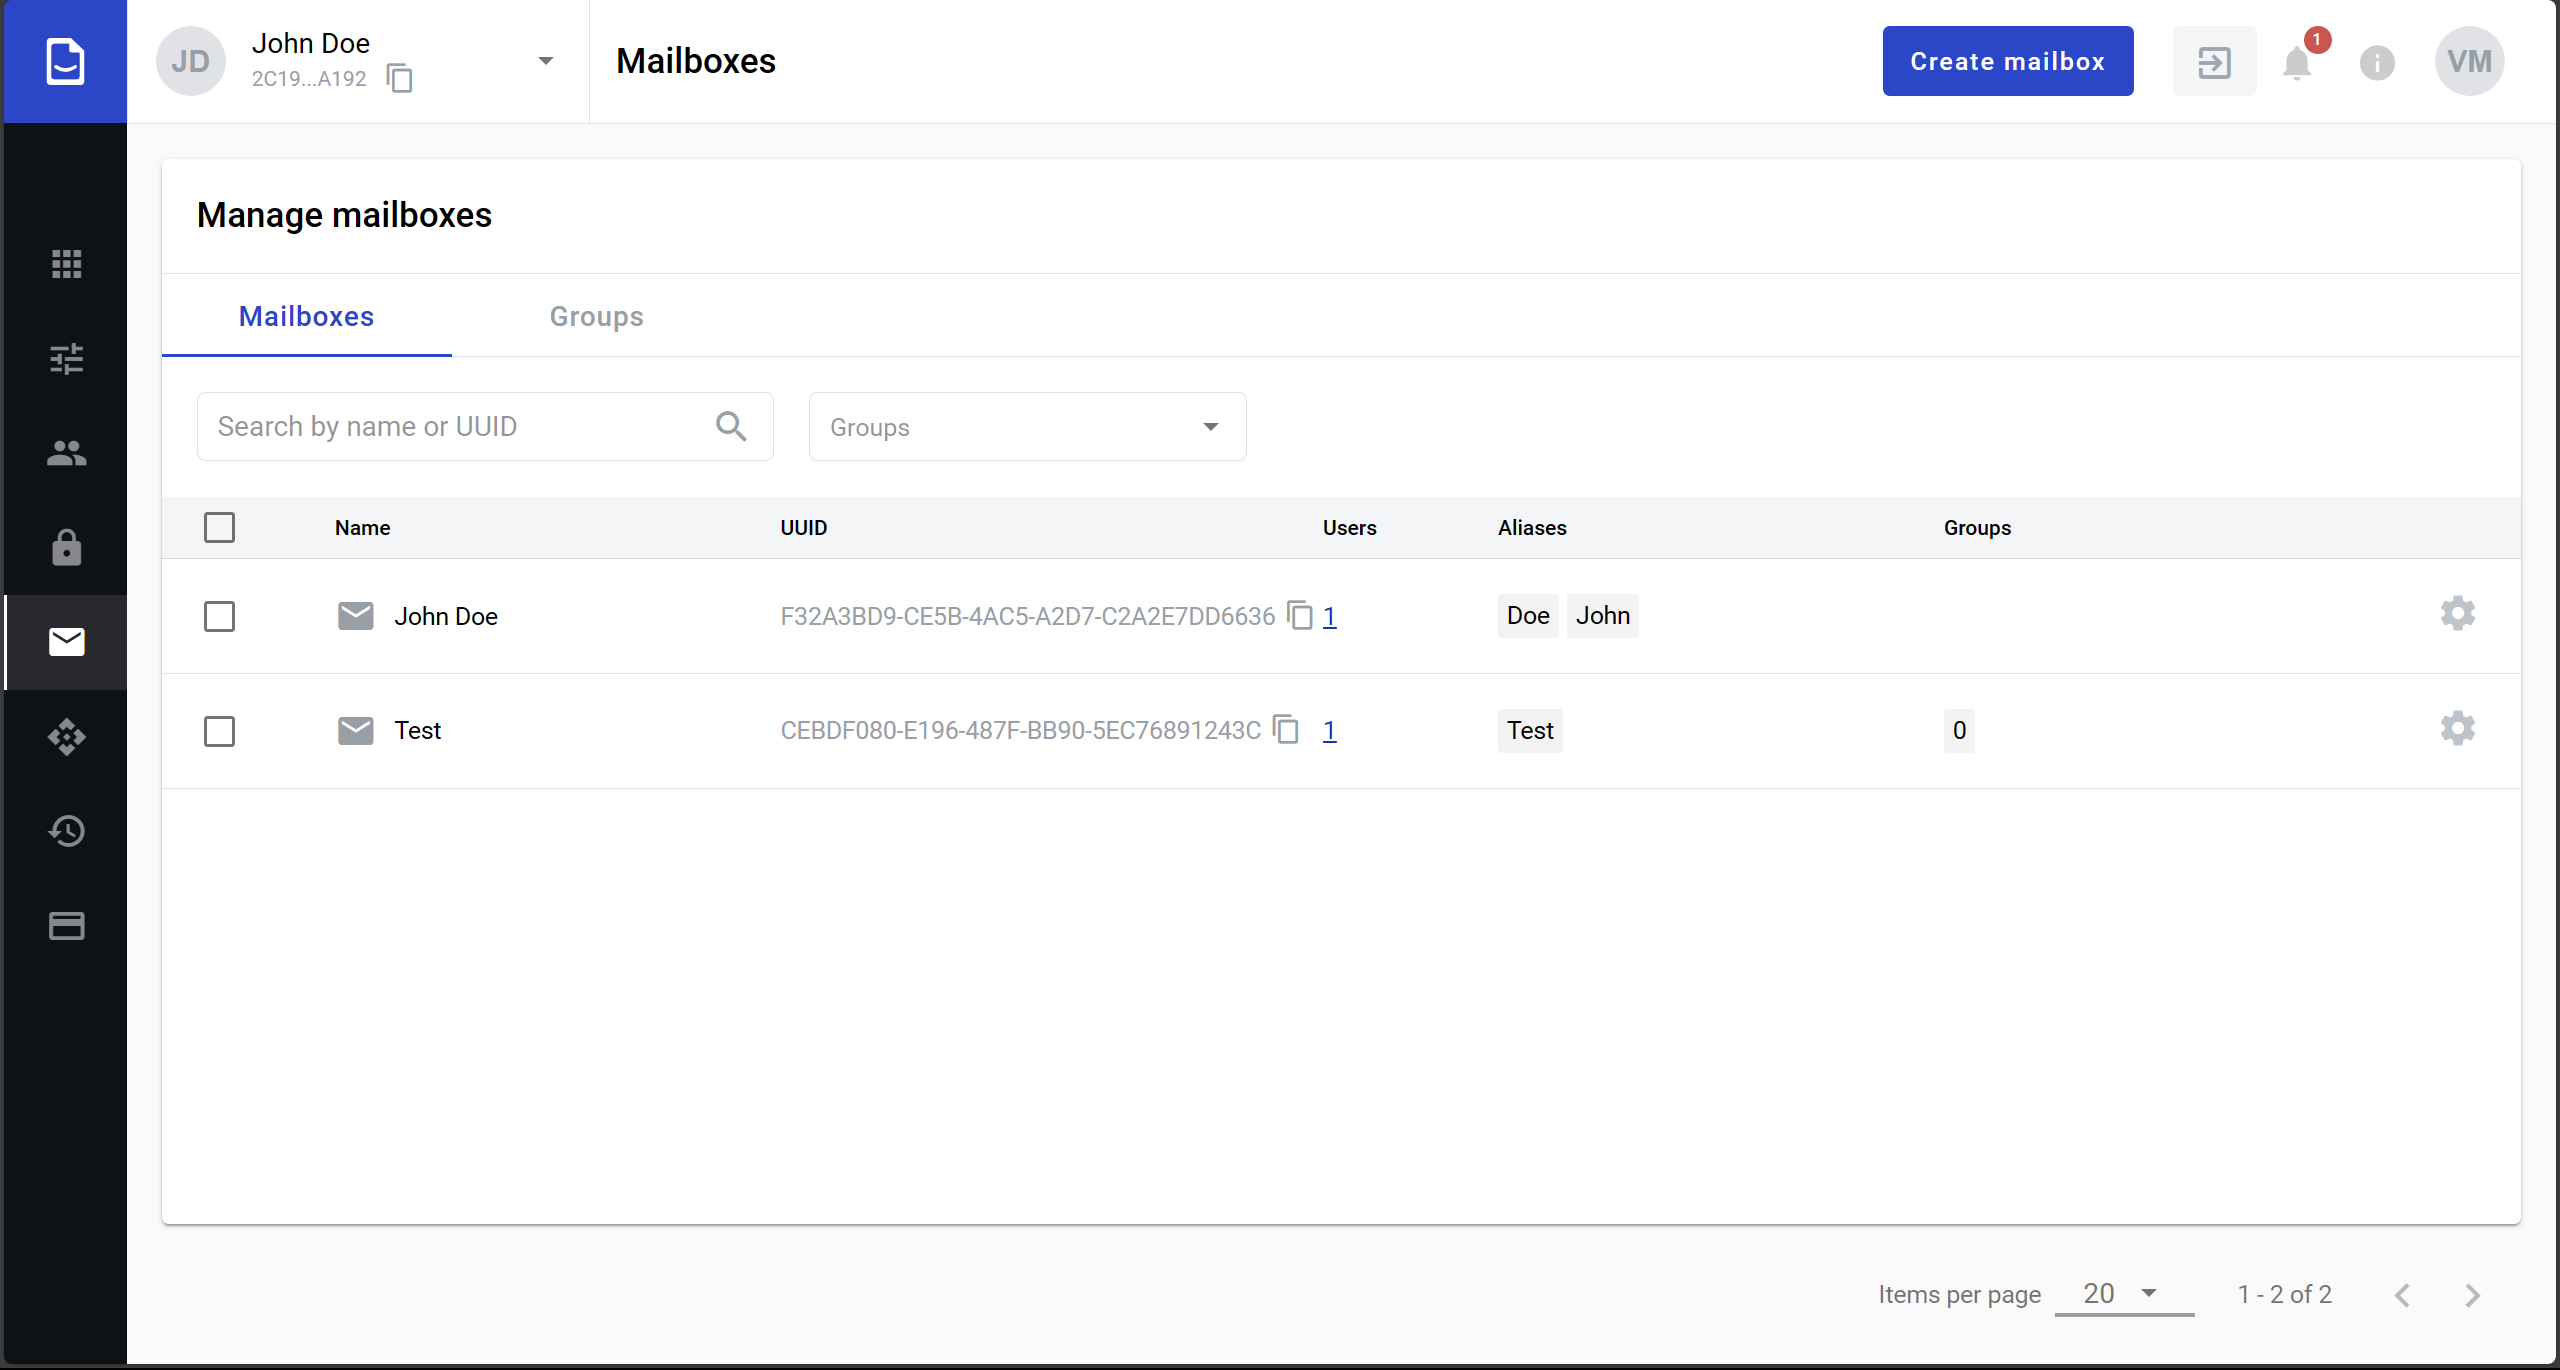 JD
John Doe
2C19...A192
Mailboxes
Create mailbox
1
VM
Manage mailboxes
Mailboxes
Groups
Search by name or UUID
Groups
Name UUID Users Aliases Groups
John Doe F32A3BD9-CE5B-4AC5-A2D7-C2A2E7DD6636 1 Doe John
Test CEBDF080-E196-487F-BB90-5EC76891243C 1 Test 0
Items per page 20 1 - 2 of 2